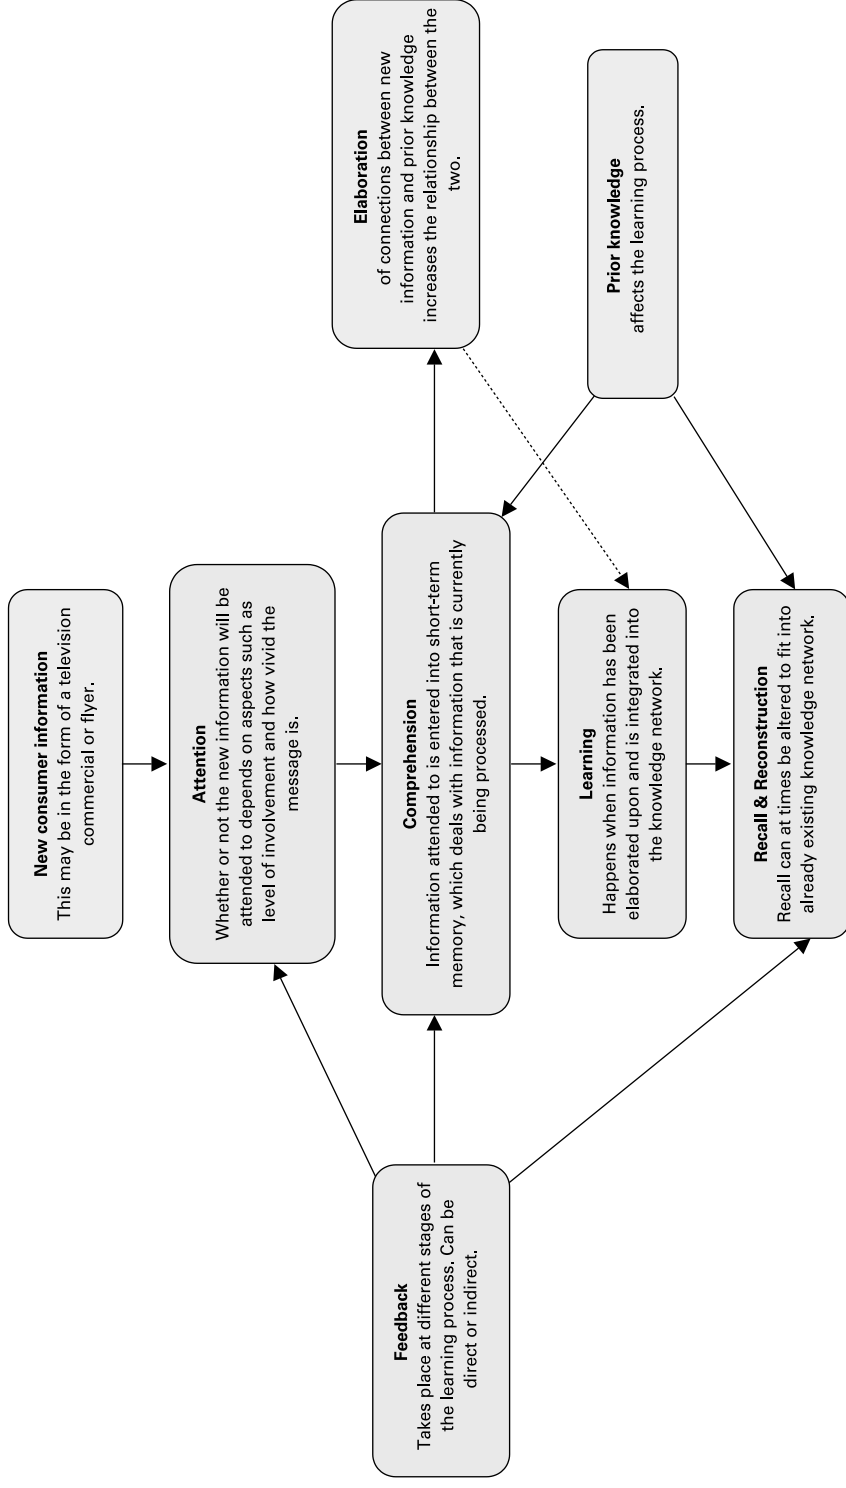 New consumer information
This may be in the form of a television
commercial or flyer.
Attention
Whether or not the new information will be
attended to depends on aspects such as
level of involvement and how vivid the
message is.
Feedback
Takes place at different stages of
the learning process. Can be
direct or indirect.
Comprehension
Information attended to is entered into short-term
memory, which deals with information that is currently
being processed.
Elaboration
of connections between new
information and prior knowledge
increases the relationship between the
two.
Learning
Happens when information has been
elaborated upon and is integrated into
the knowledge network.
Prior knowledge
affects the learning process.
Recall & Reconstruction
Recall can at times be altered to fit into
already existing knowledge network.